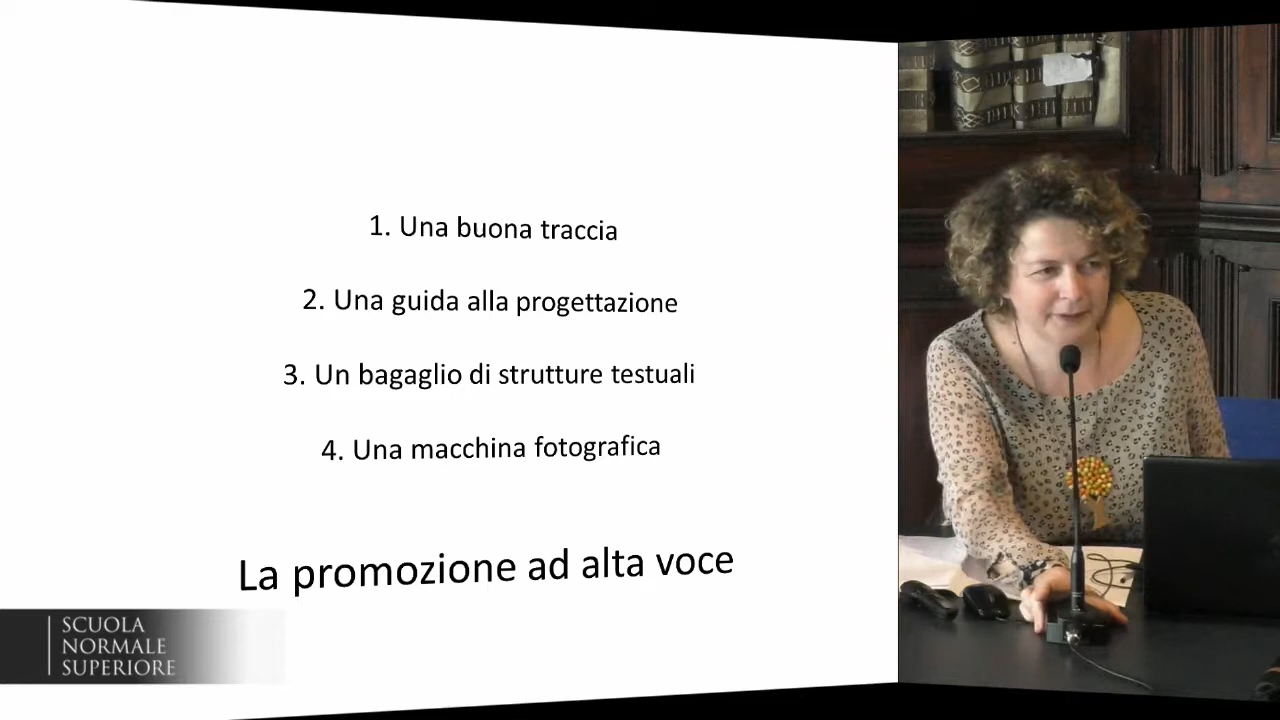 1. Una buona traccia
2. Una guida alla progettazione
3. Un bagaglio di strutture testuali
4. Una macchina fotografica
La promozione ad alta voce
SCUOLA
NORMALE
SUPERIORE